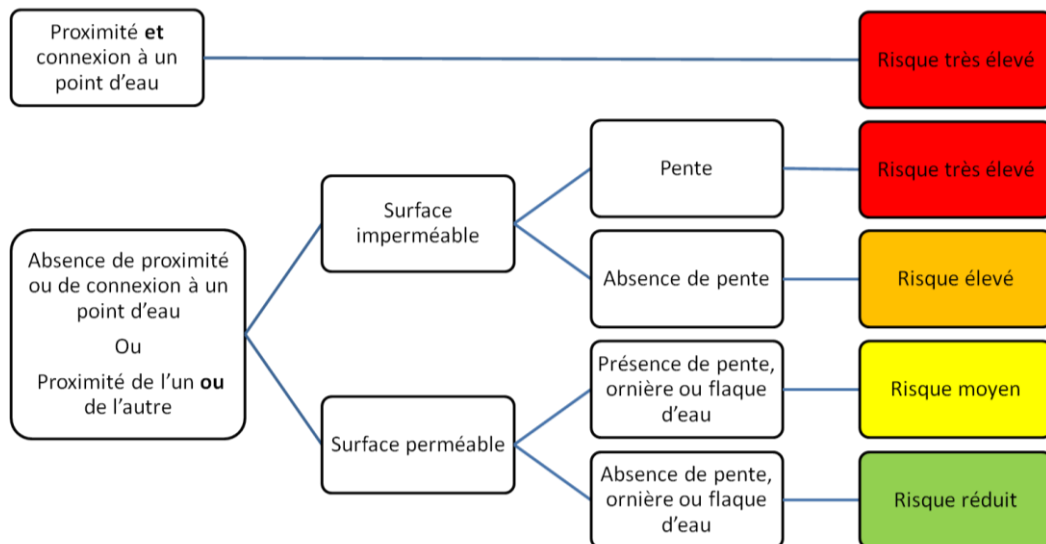 Proximité et
connexion à un
point d’eau
Risque très élevé
Absence de proximité
ou de connexion à un
point d’eau
Ou
Proximité de l’un ou
de l’autre
Surface
imperméable
Pente
Risque très élevé
Absence de pente
Risque élevé
Surface perméable
Présence de pente,
ornière ou flaque
d’eau
Risque moyen
Absence de pente,
ornière ou flaque
d’eau
Risque réduit